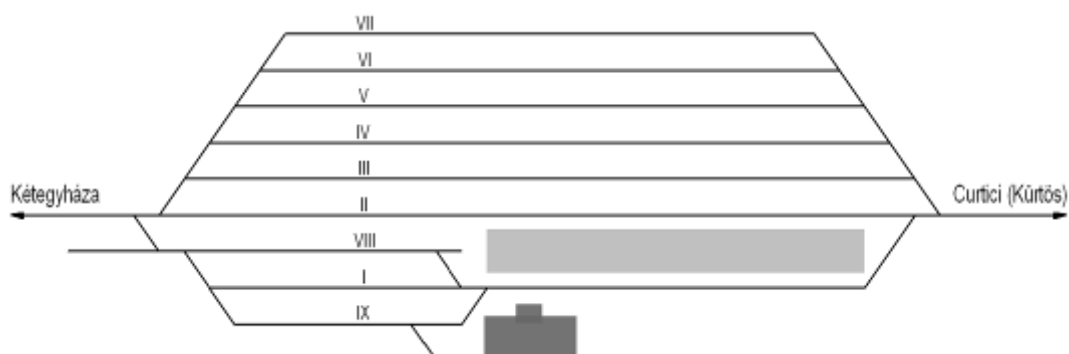 VII
VI
V
IV
III
Kétegyháza
II
Curtici (Kürtös)
VIII
I
IX